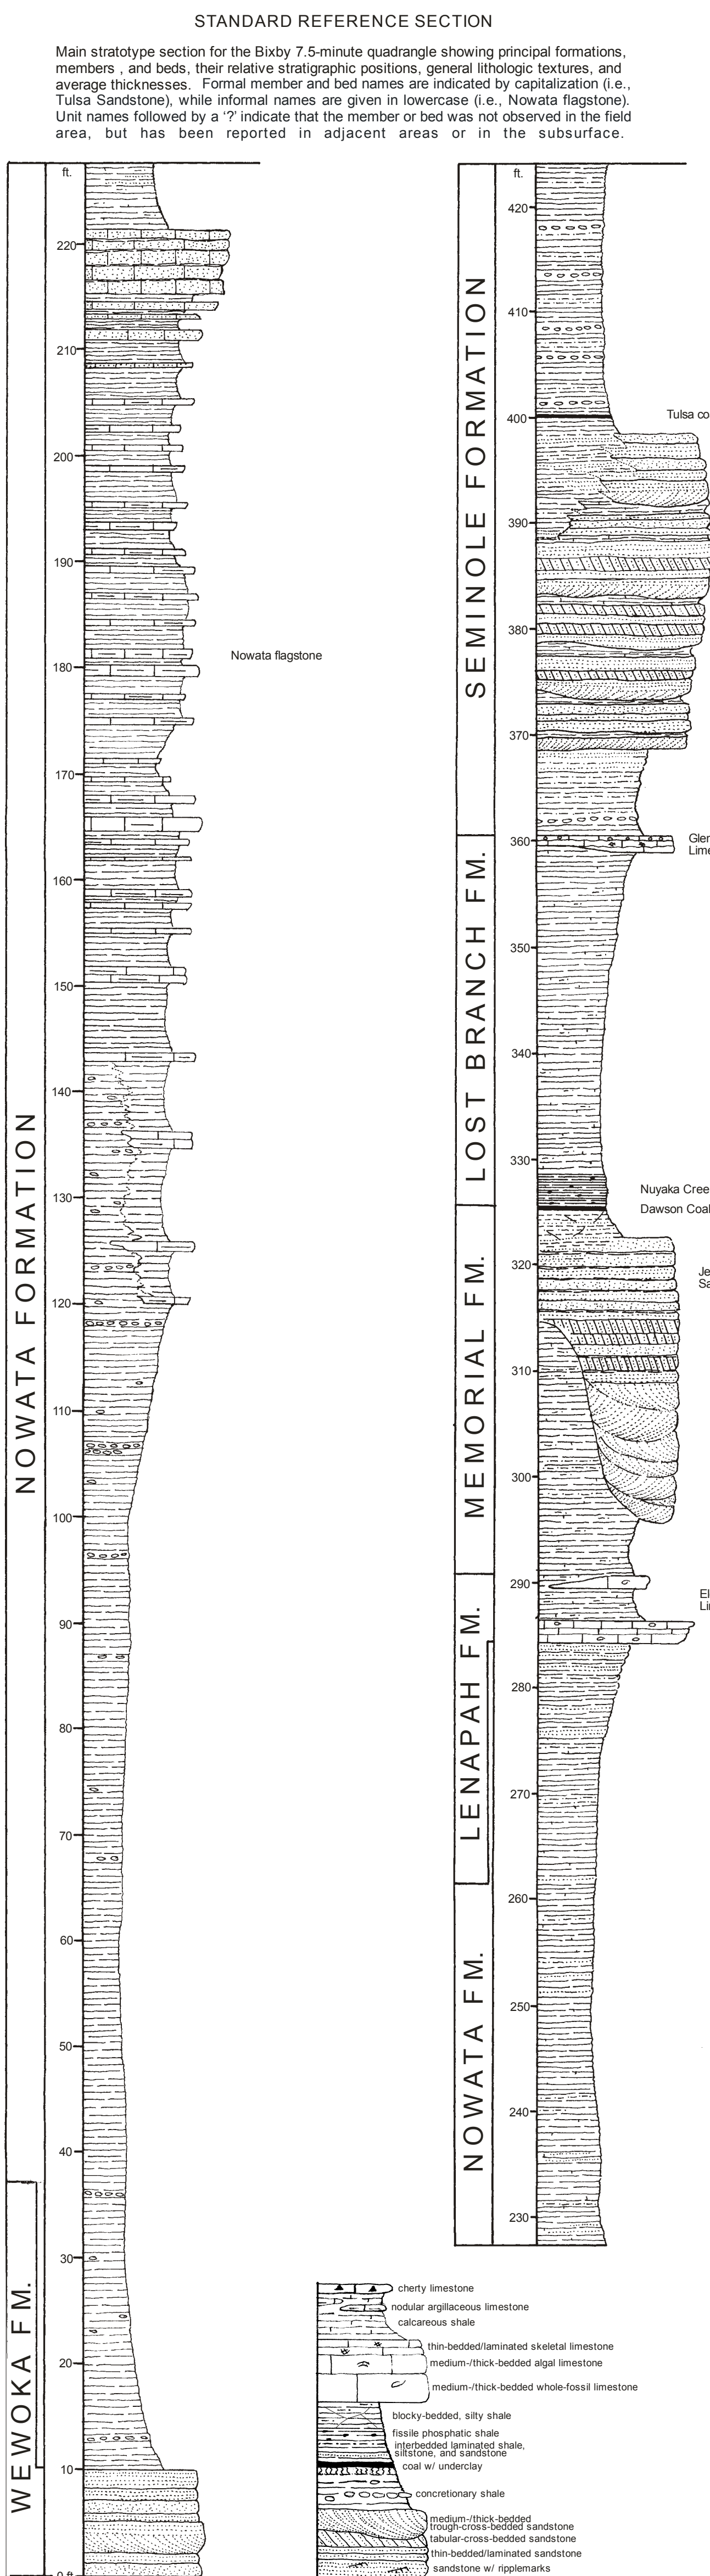 STANDARD REFERENCE SECTION
Main stratotype section for the Bixby 7.5-minute quadrangle showing principal formations,
members , and beds, their relative stratigraphic positions, general lithologic textures, and
average thicknesses. Formal member and bed names are indicated by capitalization (i.e.,
Tulsa Sandstone), while informal names are given in lowercase (i.e., Nowata flagstone).
Unit names followed by a ‘?’ indicate that the member or bed was not observed in the field
area, but has been reported in adjacent areas or in the subsurface.
ft.
220
210
200
190
180
170
160
150
140
130
120
110
100
90
80
70
60
50
40
30
20
10
0 ft
NOWATA FORMATION
WEWOKA FM.
Nowata flagstone
ft.
420
410
400
390
380
370
360
350
340
330
320
310
300
290
280
270
260
250
240
230
SEMINOLE FORMATION
LOST BRANCH FM.
MEMORIAL FM.
LENAPAH FM.
NOWATA FM.
Tulsa co
Gler
Lime
Nuyaka Cree
Dawson Coal
Je
Sa
El
Lir
cherty limestone
nodular argillaceous limestone
calcareous shale
thin-bedded/laminated skeletal limestone
medium-/thick-bedded algal limestone
medium-/thick-bedded whole-fossil limestone
blocky-bedded, silty shale
fissile phosphatic shale
interbedded laminated shale,
siltstone, and sandstone
coal w/ underclay
concretionary shale
medium-/thick-bedded
trough-cross-bedded sandstone
tabular-cross-bedded sandstone
thin-bedded/laminated sandstone
sandstone w/ ripplemarks